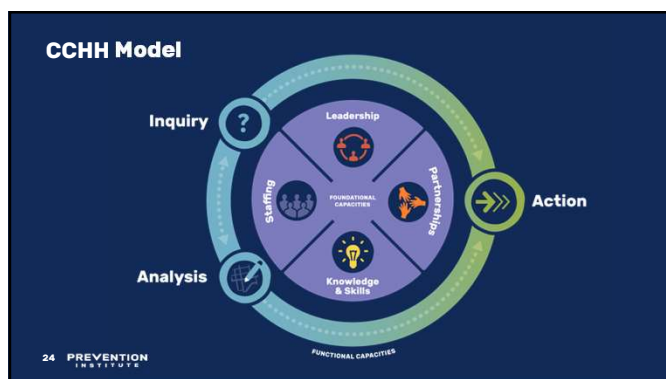 CCHH Model
Inquiry
?
Leadership
Staffing
FOUNDATIONAL
CAPACITIES
Partnerships
Action
Analysis
Knowledge
& Skills
FUNCTIONAL CAPACITIES
24 PREVENTION
INSTITUTE